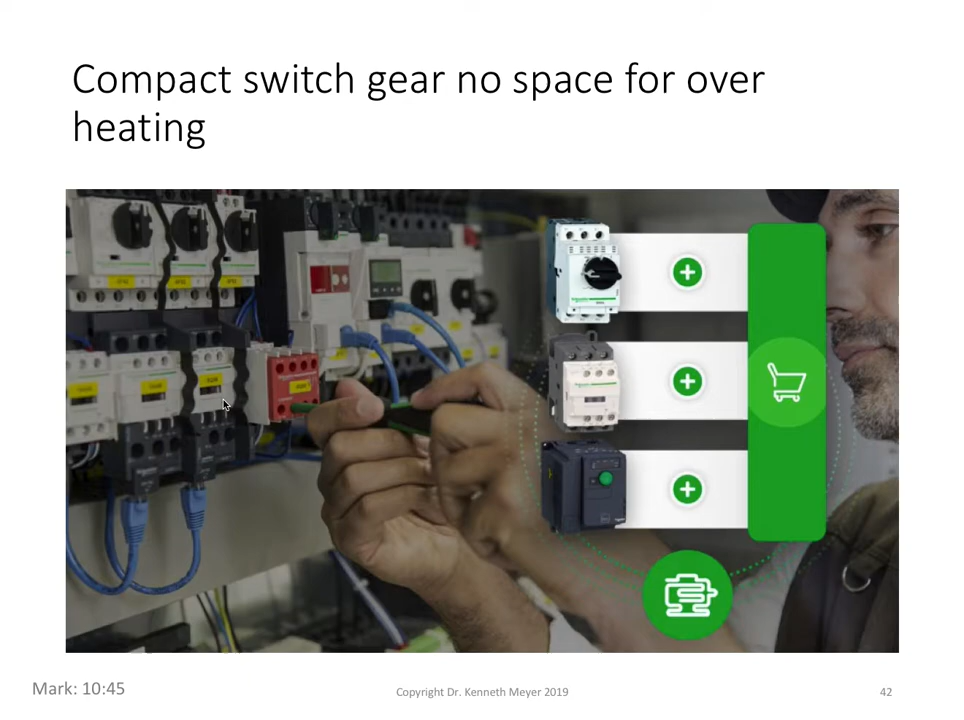 Compact switch gear no space for over
heating
Mark: 10:45
Copyright Dr. Kenneth Meyer 2019
42